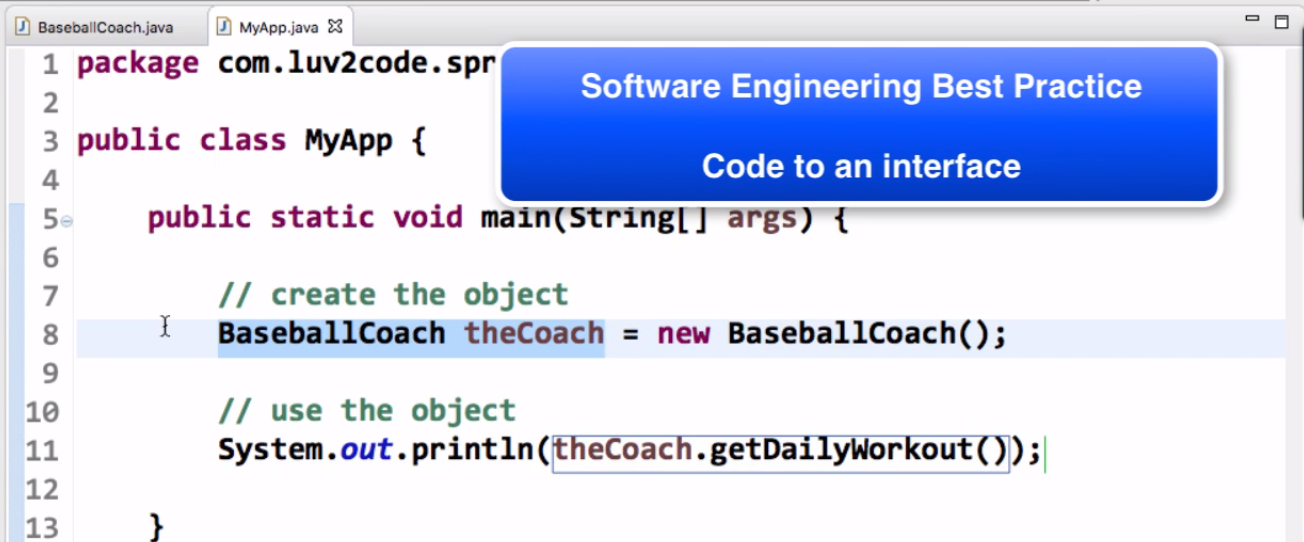 BaseballCoach.java MyApp.java
1 package com.luv2code.spr
Software Engineering Best Practice
Code to an interface
2
3 public class MyApp {
4
5 public static void main(String[] args) {
6
7 // create the object
8 BaseballCoach theCoach = new BaseballCoach();
9
10 // use the object
11 System.out.println(theCoach.getDailyWorkout());
12
13 }